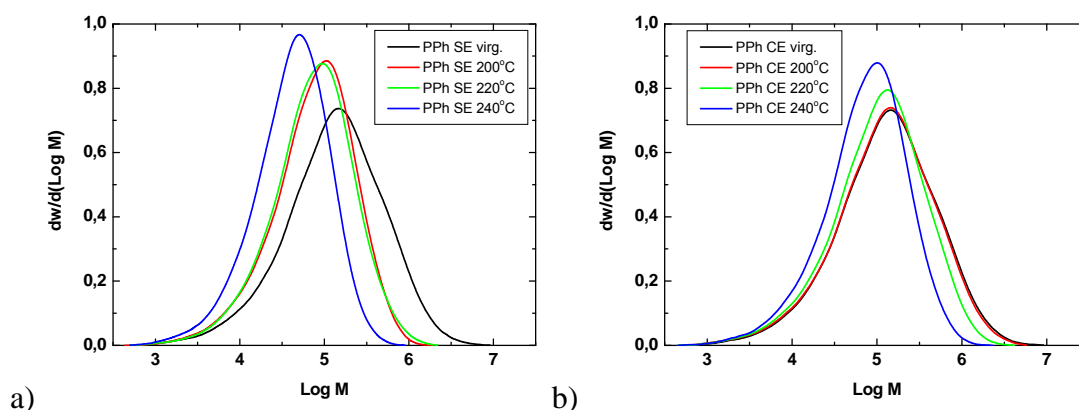 1,0
0,8
0,6
0,4
0,2
0,0
dw/d(Log M)
PPh SE virg.
PPh SE 200°C
PPh SE 220°C
PPh SE 240°C
3 4 5 6 7
Log M
a)
1,0
0,8
0,6
0,4
0,2
0,0
dw/d(Log M)
PPh CE virg.
PPh CE 200°C
PPh CE 220°C
PPh CE 240°C
3 4 5 6 7
Log M
b)